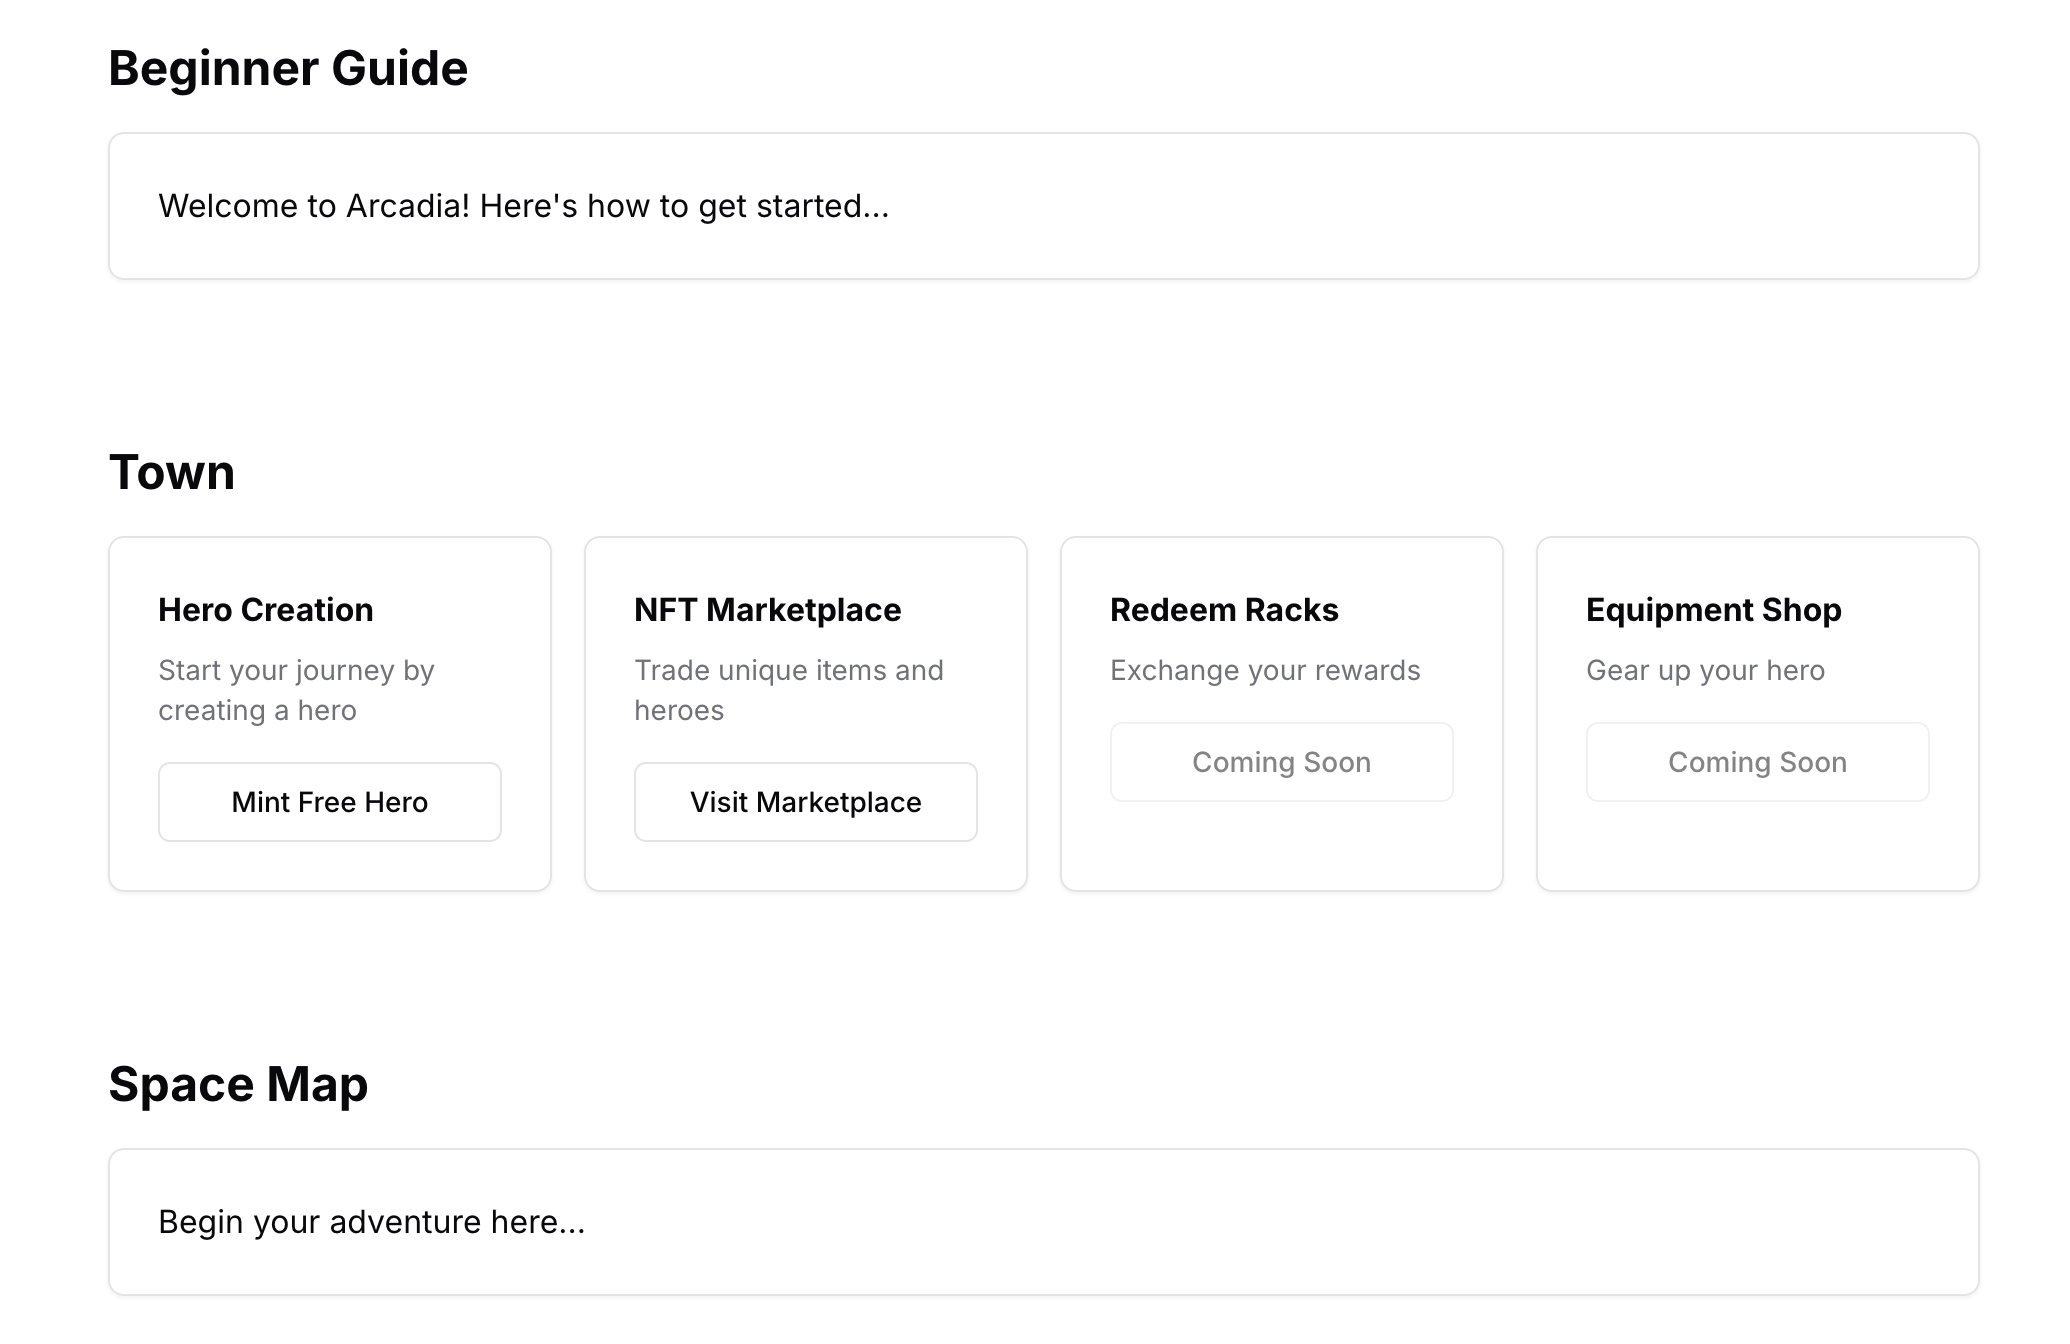 Beginner Guide
Welcome to Arcadia! Here's how to get started...
Town
Hero Creation
Start your journey by
creating a hero
Mint Free Hero
NFT Marketplace
Trade unique items and
heroes
Visit Marketplace
Redeem Racks
Exchange your rewards
Coming Soon
Equipment Shop
Gear up your hero
Coming Soon
Space Map
Begin your adventure here...